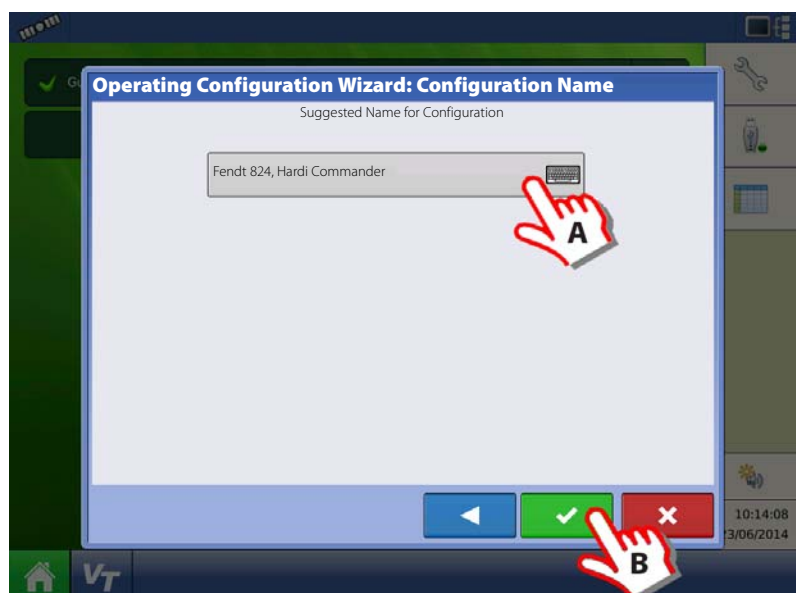 G
Operating Configuration Wizard: Configuration Name
Suggested Name for Configuration
Fendt 824, Hardi Commander
A
10:14:08
3/06/2014
B
VT